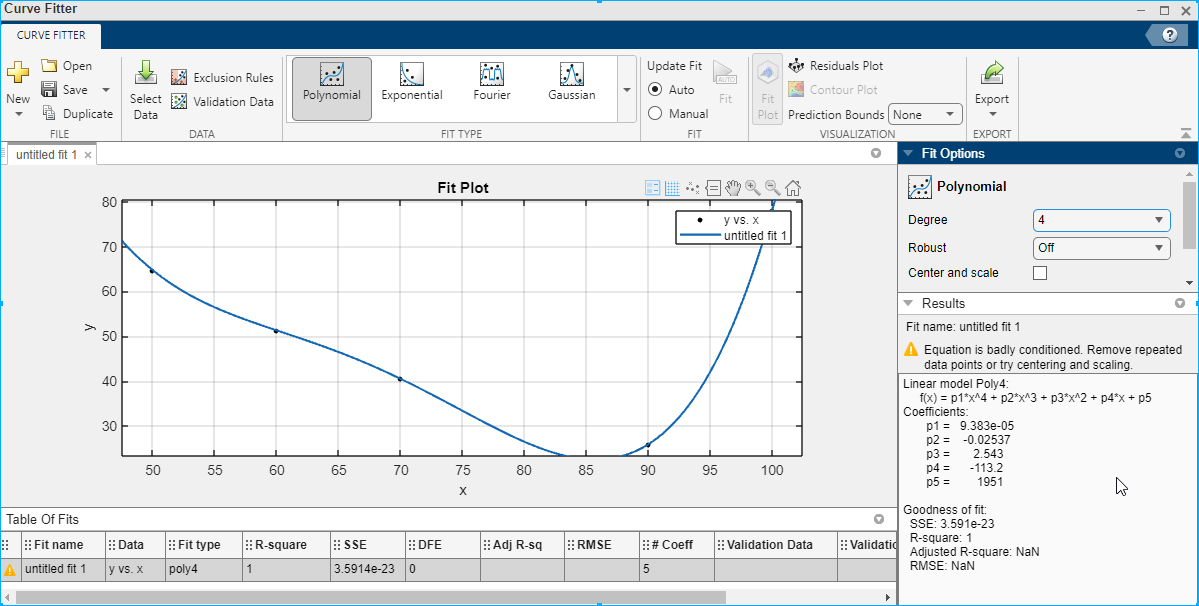 Curve Fitter
CURVE FITTER
New
Open
Save
Duplicate
FILE
Select
Data
Exclusion Rules
Validation Data
DATA
Polynomial
Exponential
Fourier
Gaussian
FIT TYPE
Update Fit
Auto
Manual
AUTO
Fit
FIT
Fit
Plot
Residuals Plot
Contour Plot
Prediction Bounds None
VISUALIZATION
Export
EXPORT
untitled fit 1
Fit Plot
y vs. x
untitled fit 1
80
70
60
50
40
30
y
50 55 60 65 70 75 80 85 90 95 100
x
Fit Options
Polynomial
Degree 4
Robust Off
Center and scale
Results
Fit name: untitled fit 1
Equation is badly conditioned. Remove repeated
data points or try centering and scaling.
Linear model Poly4:
f(x) = p1*x^4 + p2*x^3 + p3*x^2 + p4*x + p5
Coefficients:
p1 = 9.383e-05
p2 = -0.02537
p3 = 2.543
p4 = -113.2
p5 = 1951
Goodness of fit:
SSE: 3.591e-23
R-square: 1
Adjusted R-square: NaN
RMSE: NaN
Table Of Fits
Fit name Data Fit type R-square SSE DFE Adj R-sq RMSE # Coeff Validation Data Validatio
untitled fit 1 y vs. x poly4 1 3.5914e-23 0 5